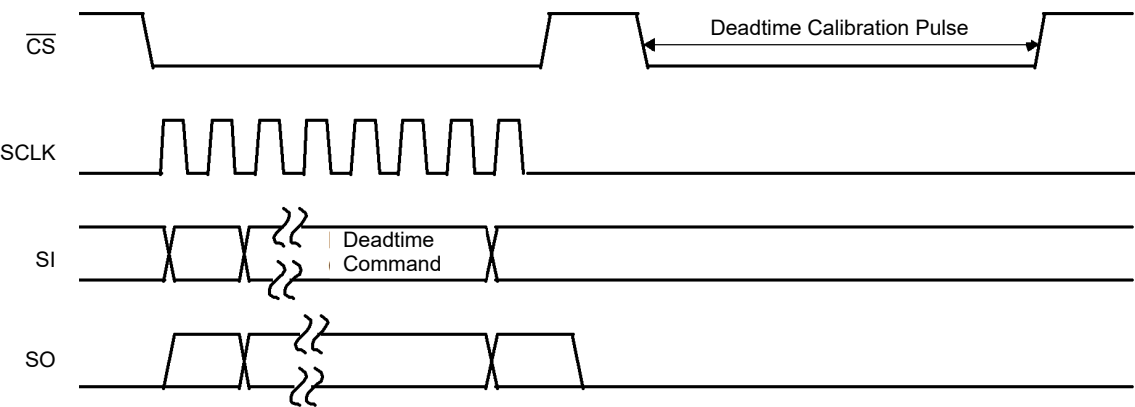 CS
Deadtime Calibration Pulse
SCLK
SI
Deadtime
Command
SO